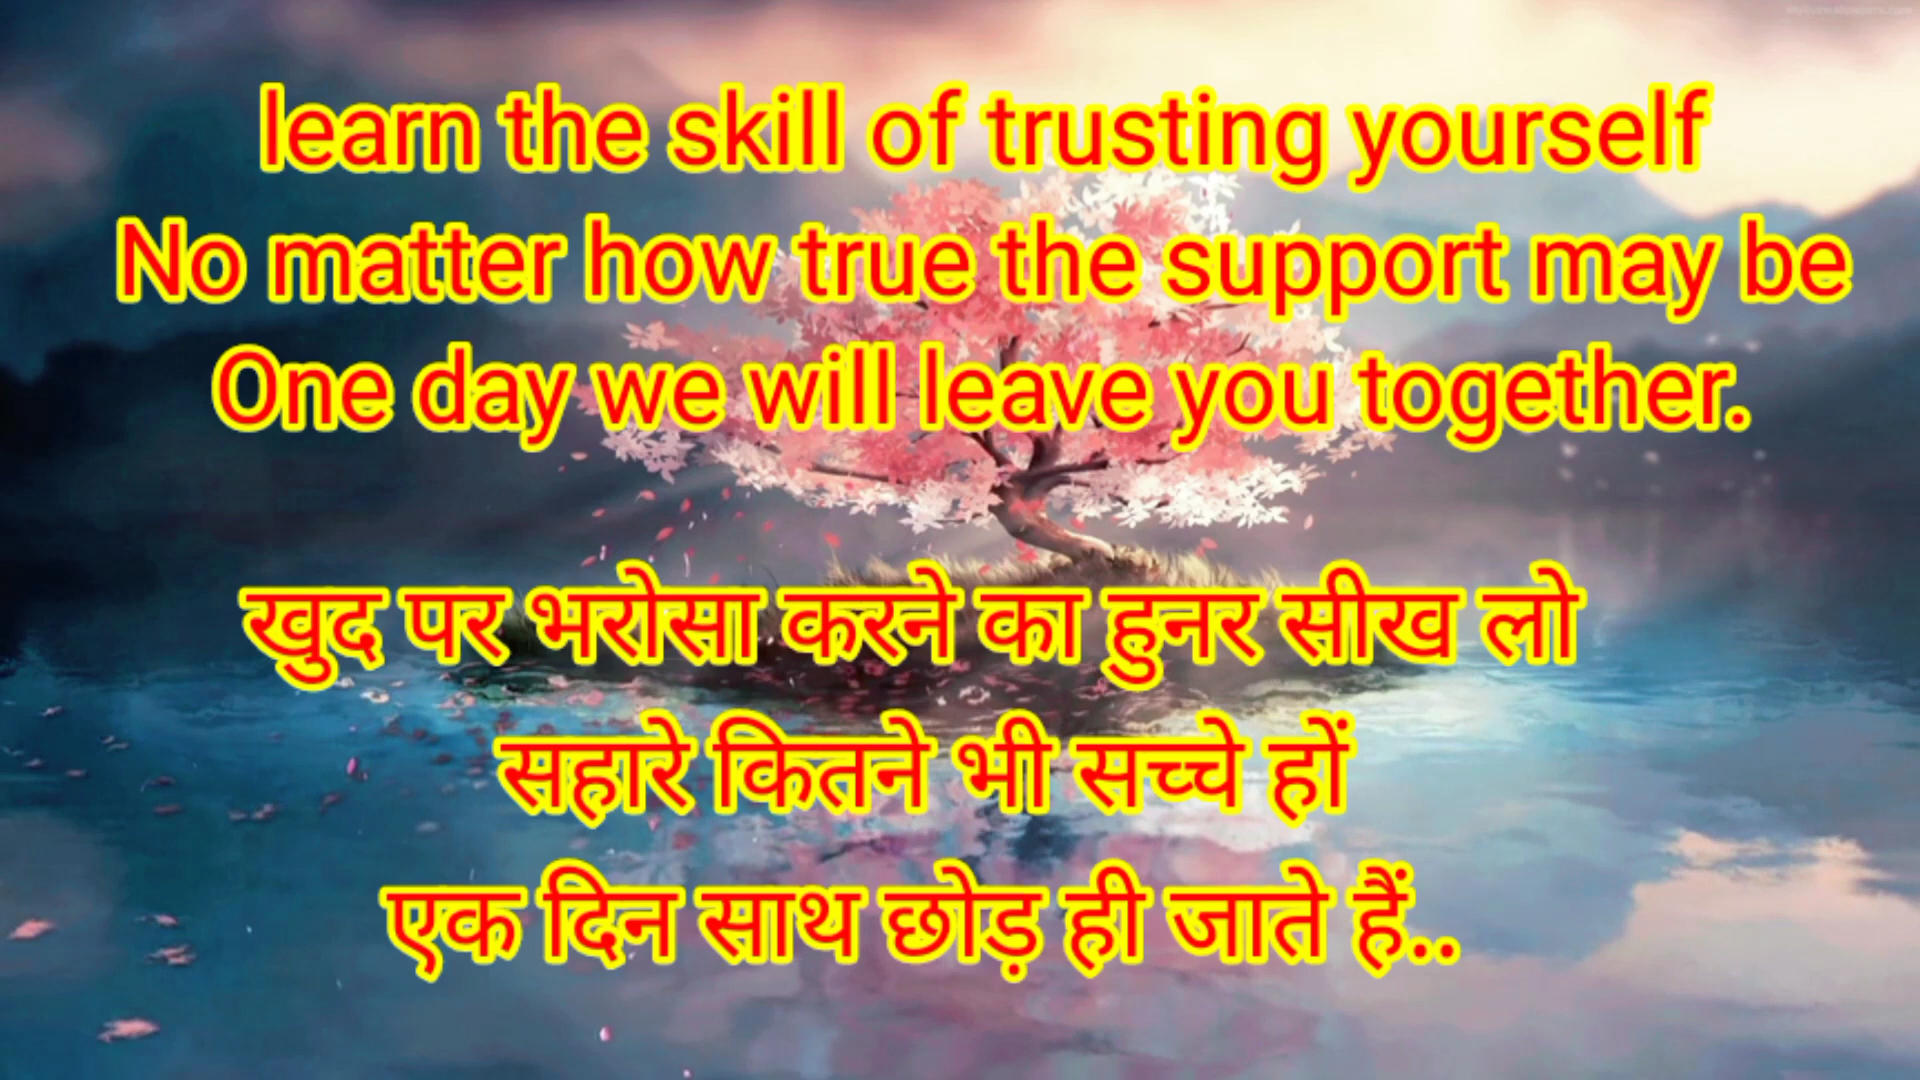 learn the skill of trusting yourself
No matter how true the support may be
One day we will leave you together.
खुद पर भरोसा करने का हुनर सीख लो
सहारे कितने भी सच्चे हों
एक दिन साथ छोड़ ही जाते हैं..